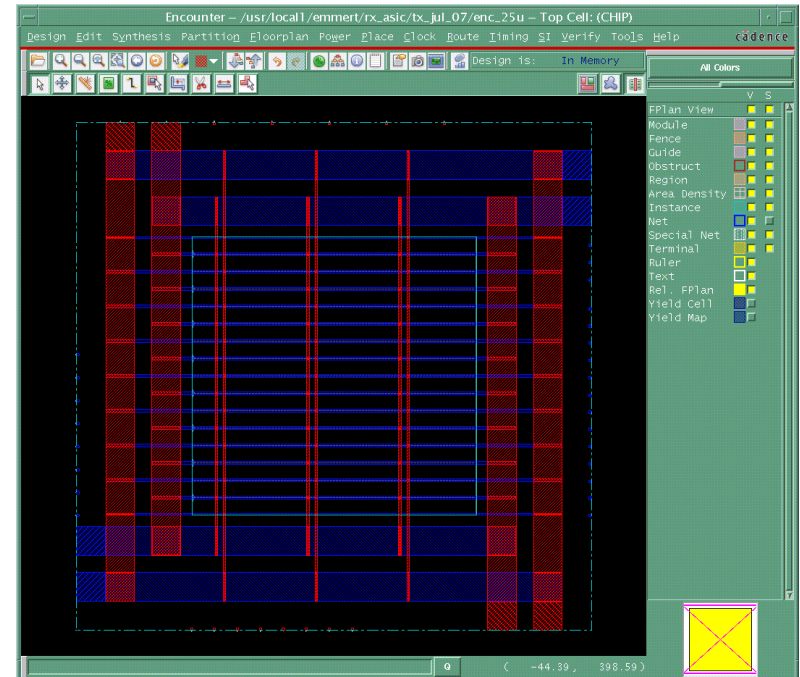 Encounter – /usr/local1/emmert/rx_asic/tx_jul_07/enc_25u – Top Cell: (CHIP)
Design Edit Synthesis Partition Floorplan Power Place Clock Route Timing SI Verify Tools Help cādence
Design is: In Memory
All Colors
V S
FPlan View
Module
Fence
Guide
Obstruct
Region
Area Density
Instance
Net
Special Net
Terminal
Ruler
Text
Rel. FPlan
Yield Cell
Yield Map
Q ( -44.39, 398.59)